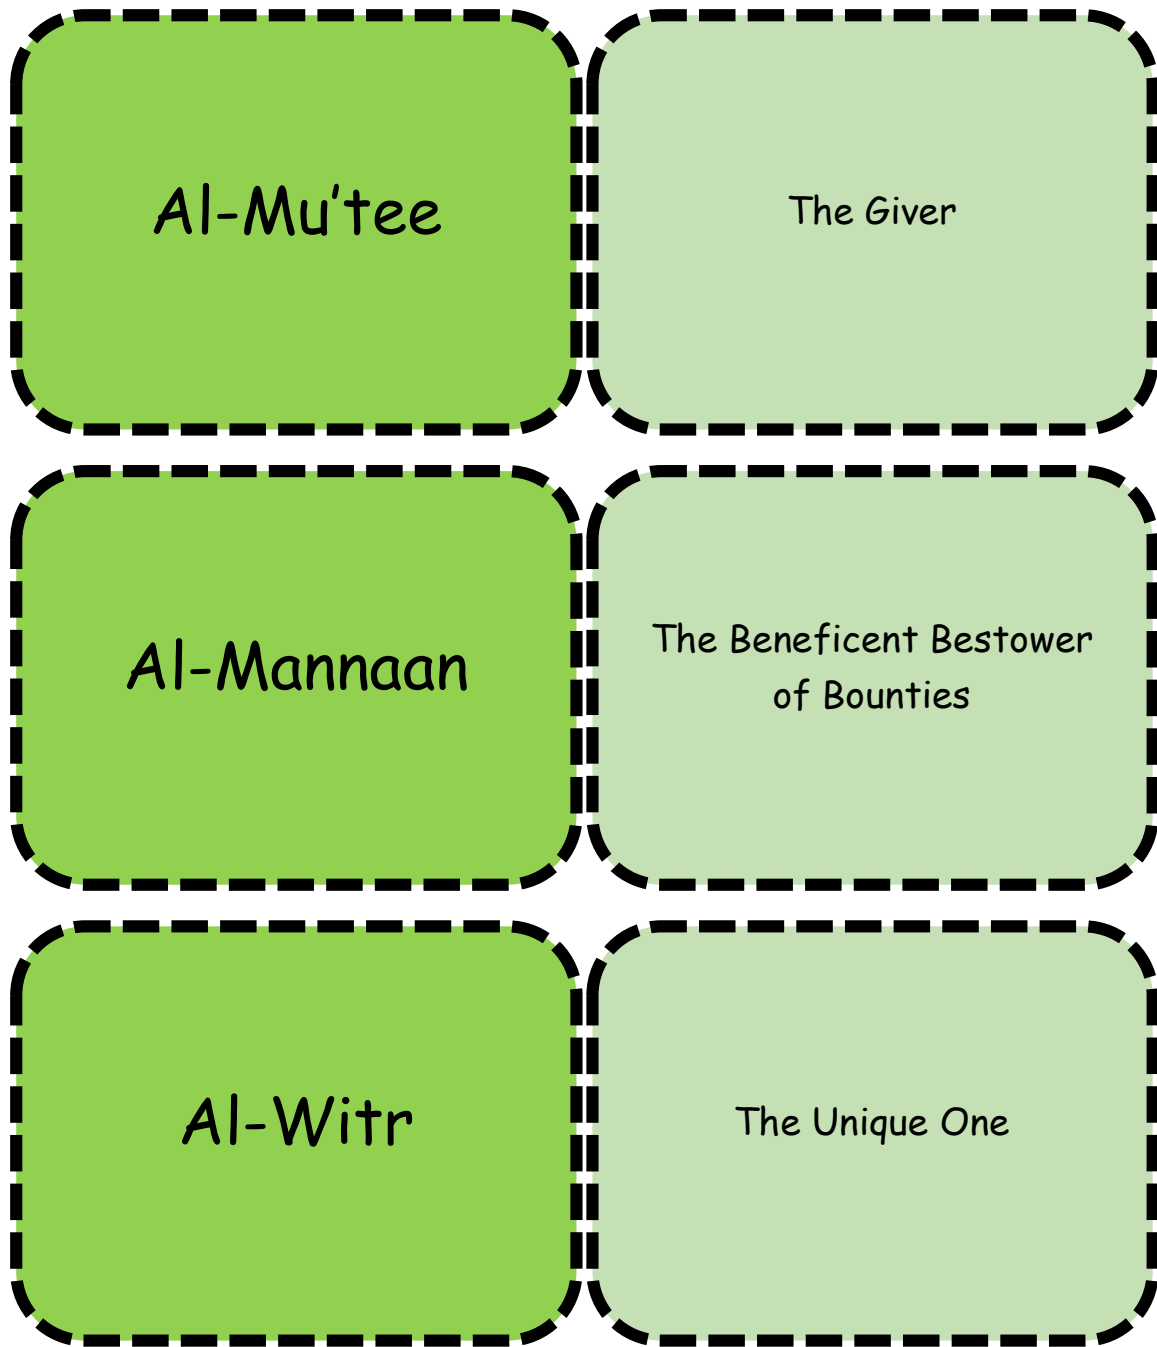 Al-Mu’tee
The Giver
Al-Mannaan
The Beneficent Bestower
of Bounties
Al-Witr
The Unique One